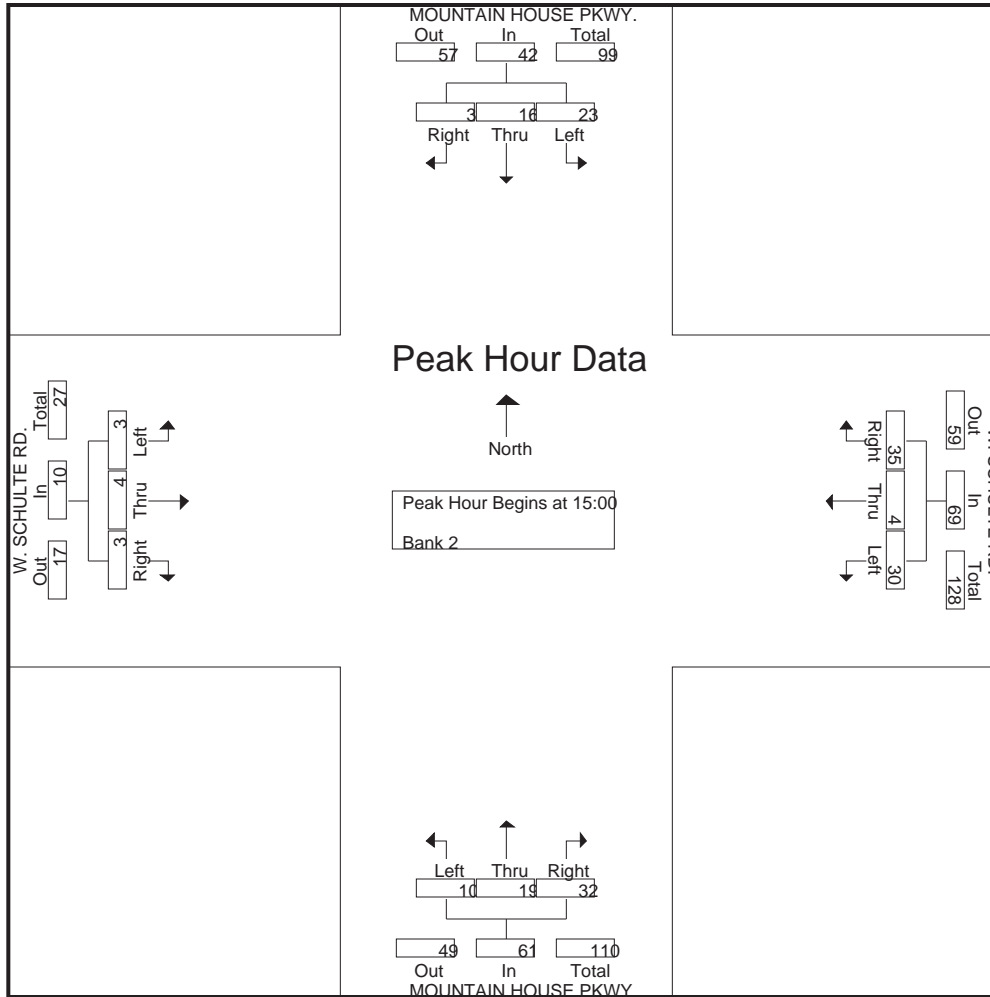 MOUNTAIN HOUSE PKWY.
Out In Total
57 42 99
3 16 23
Right Thru Left
Peak Hour Data
North
Peak Hour Begins at 15:00
Bank 2
W. SCHULTE RD.
Total In Out
27 10 17
3 4 3
Left Thru Right
Right Thru Left
35 4 30
59 69 128
Out In Total
Left Thru Right
10 19 32
49 61 110
Out In Total
MOUNTAIN HOUSE PKWY